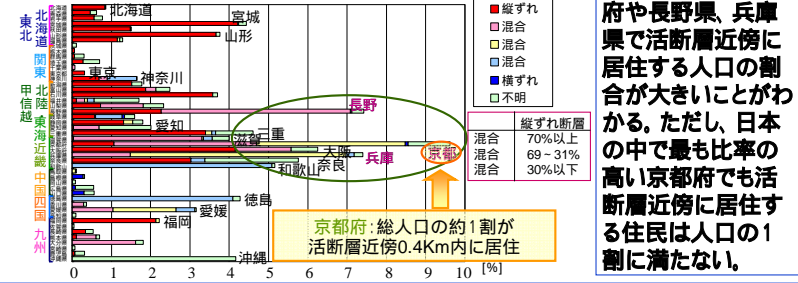 北海道
東北
関東
北陸
甲信越
東海
近畿
中国
四国
九州
北海道
宮城
山形
東京
神奈川
長野
愛知
三重
滋賀
京都
大阪
兵庫
奈良
和歌山
徳島
愛媛
福岡
沖縄
0 1 2 3 4 5 6 7 8 9 10 [%]
縦ずれ
混合
混合
混合
横ずれ
不明
縦ずれ断層
混合 70%以上
混合 69~31%
混合 30%以下
京都府:総人口の約1割が
活断層近傍0.4Km内に居住
府や長野県、兵庫
県で活断層近傍に
居住する人口の割
合が大きいことがわ
かる。ただし、日本
の中で最も比率の
高い京都府でも活
断層近傍に居住す
る住民は人口の1
割に満たない。